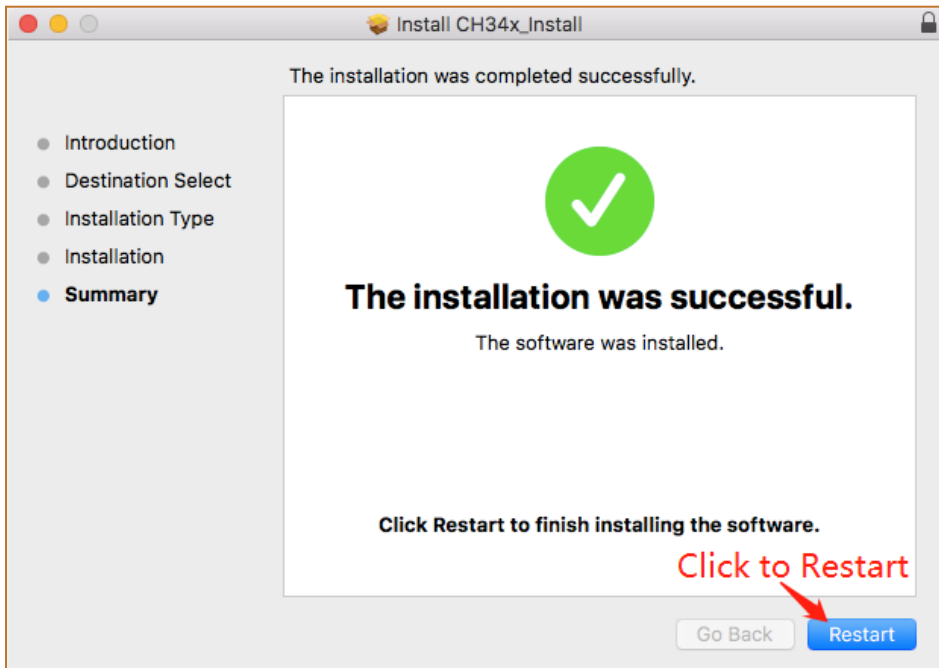 Install CH34x_Install
The installation was completed successfully.
Introduction
Destination Select
Installation Type
Installation
Summary
The installation was successful.
The software was installed.
Click Restart to finish installing the software.
Click to Restart
Go Back
Restart